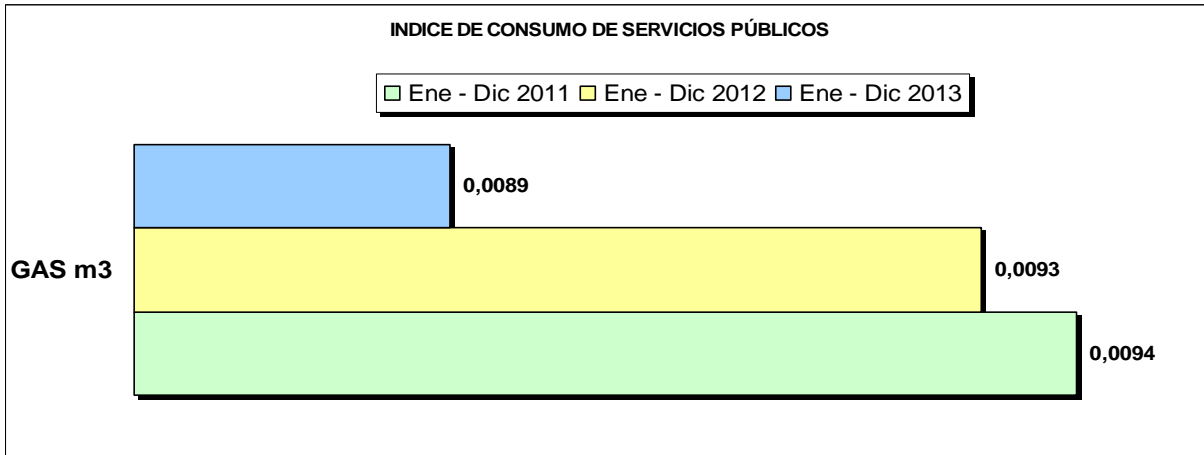 INDICE DE CONSUMO DE SERVICIOS PÚBLICOS
Ene - Dic 2011 Ene - Dic 2012 Ene - Dic 2013
0,0089
GAS m3
0,0093
0,0094